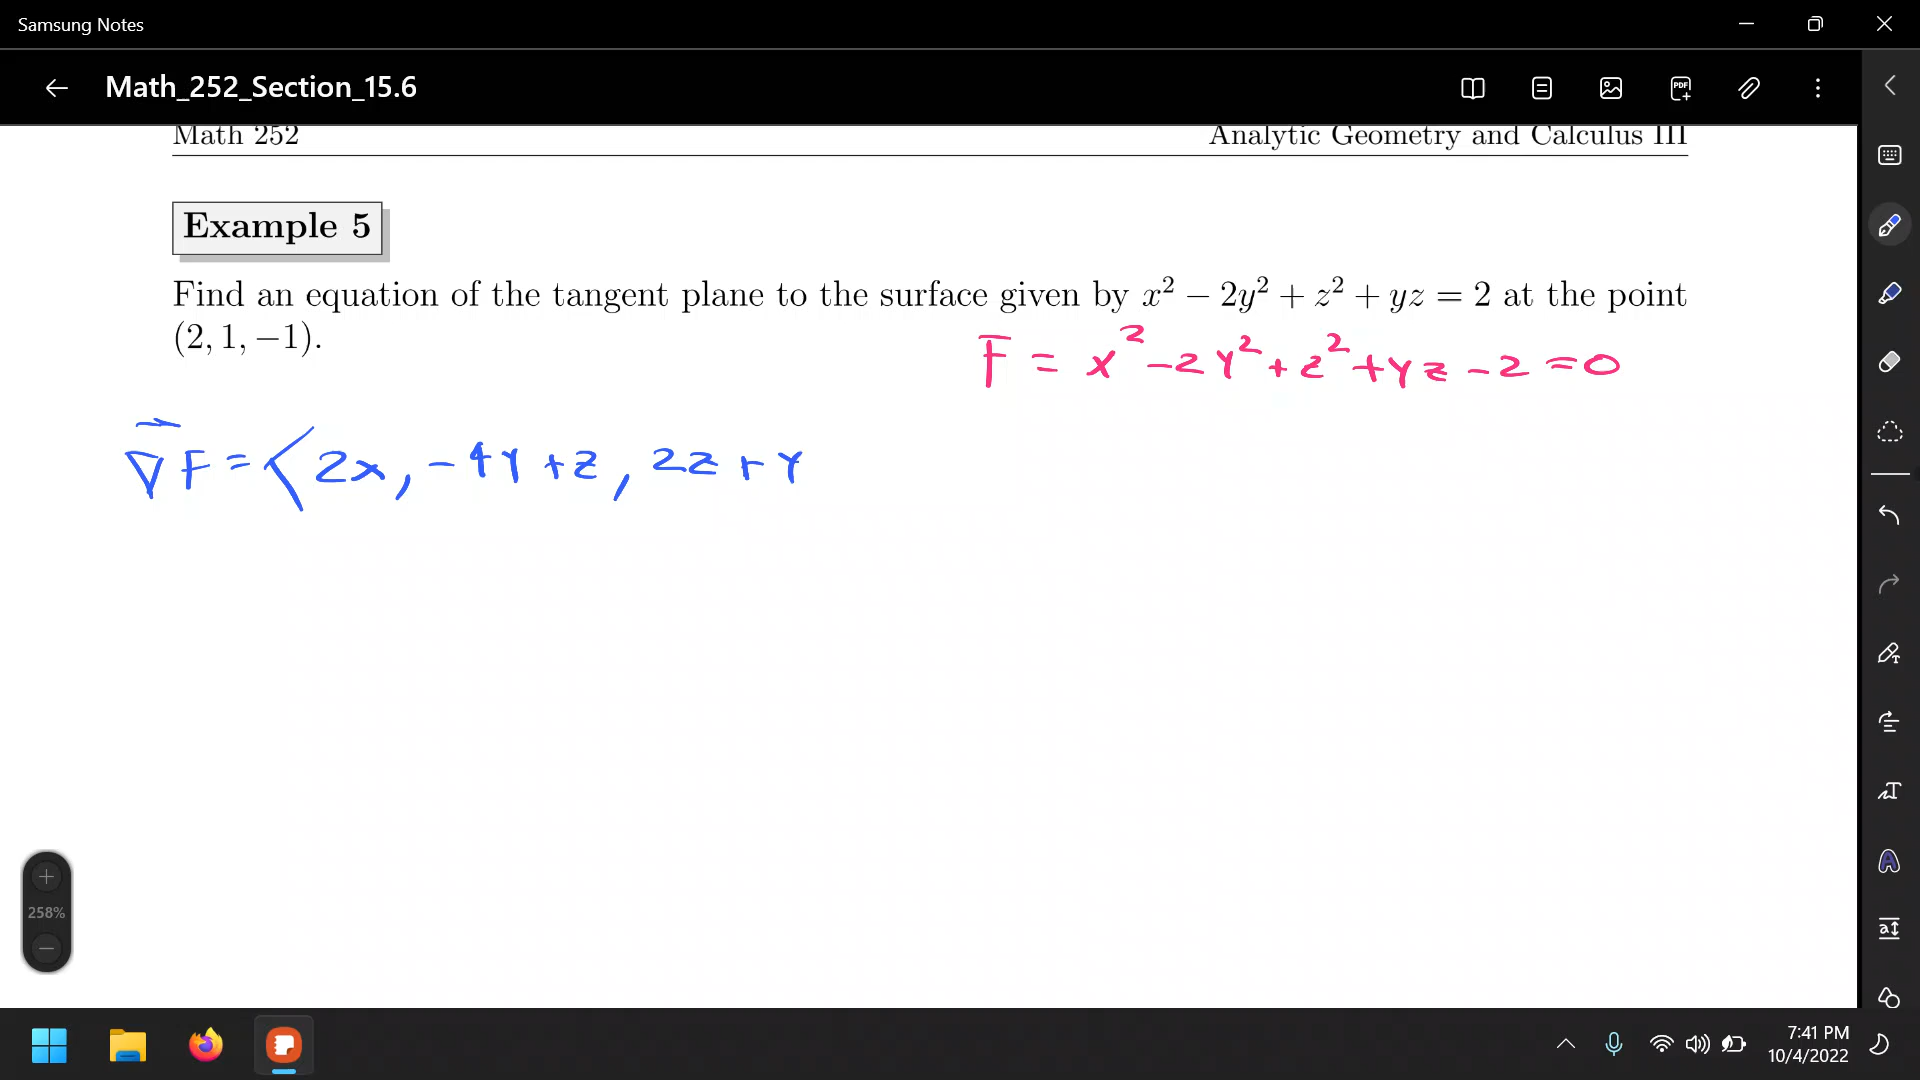 Samsung Notes
Math_252_Section_15.6
PDF
Math 252 Analytic Geometry and Calculus III
Example 5
Find an equation of the tangent plane to the surface given by x² − 2y² + z² + yz = 2 at the point
(2, 1, −1).
F = x² −2y² + z² + yz − 2 = 0
∇⃗F = ⟨2x, −4y + z, 2z + y
258%
7:41 PM
10/4/2022